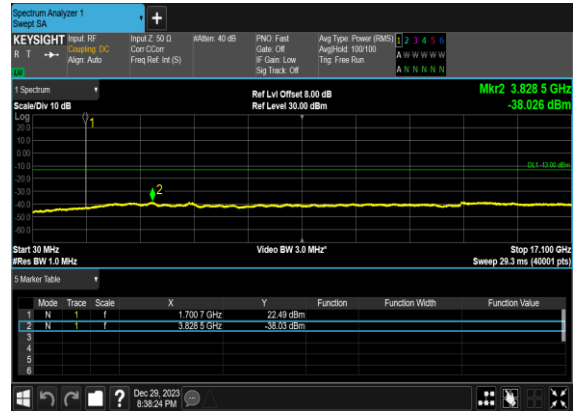 Spectrum Analyzer 1
Swept SA
+
KEYSIGHT Input: RF Input Z: 50 Ω #Atten: 40 dB PNO: Fast Avg Type: Power (RMS) 1 2 3 4 5 6
R T Coupling: DC Corr CCorr Gate: Off Avg|Hold: 100/100 A W W W W W
Align: Auto Freq Ref: Int (S) IF Gain: Low Trig: Free Run
LW Sig Track: Off A N N N N N
1 Spectrum Ref Lvl Offset 8.00 dB Mkr2 3.828 5 GHz
Scale/Div 10 dB Ref Level 30.00 dBm -38.026 dBm
Log
20.0
10.0
0.00
-10.0
-20.0
-30.0
-40.0
-50.0
-60.0
1
2
DL1 -13.00 dBm
Start 30 MHz Video BW 3.0 MHz* Stop 17.100 GHz
#Res BW 1.0 MHz Sweep 29.3 ms (40001 pts)
5 Marker Table
Mode Trace Scale X Y Function Function Width Function Value
1 N 1 f 1.700 7 GHz 22.49 dBm
2 N 1 f 3.828 5 GHz -38.03 dBm
3
4
5
6
? Dec 29, 2023
8:38:24 PM